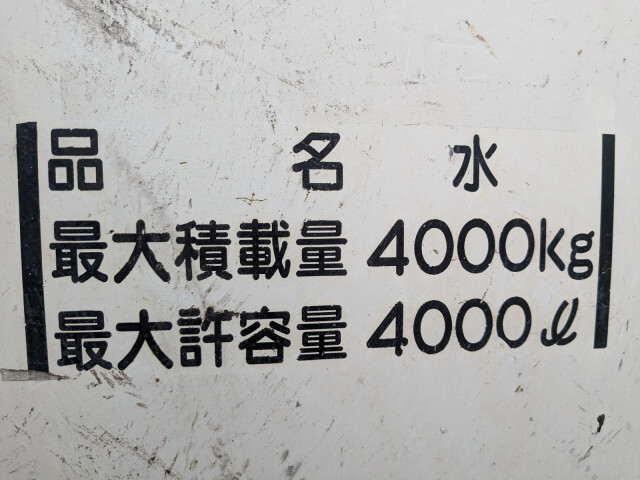 品名 水
最大積載量 4000kg
最大許容量 4000ℓ